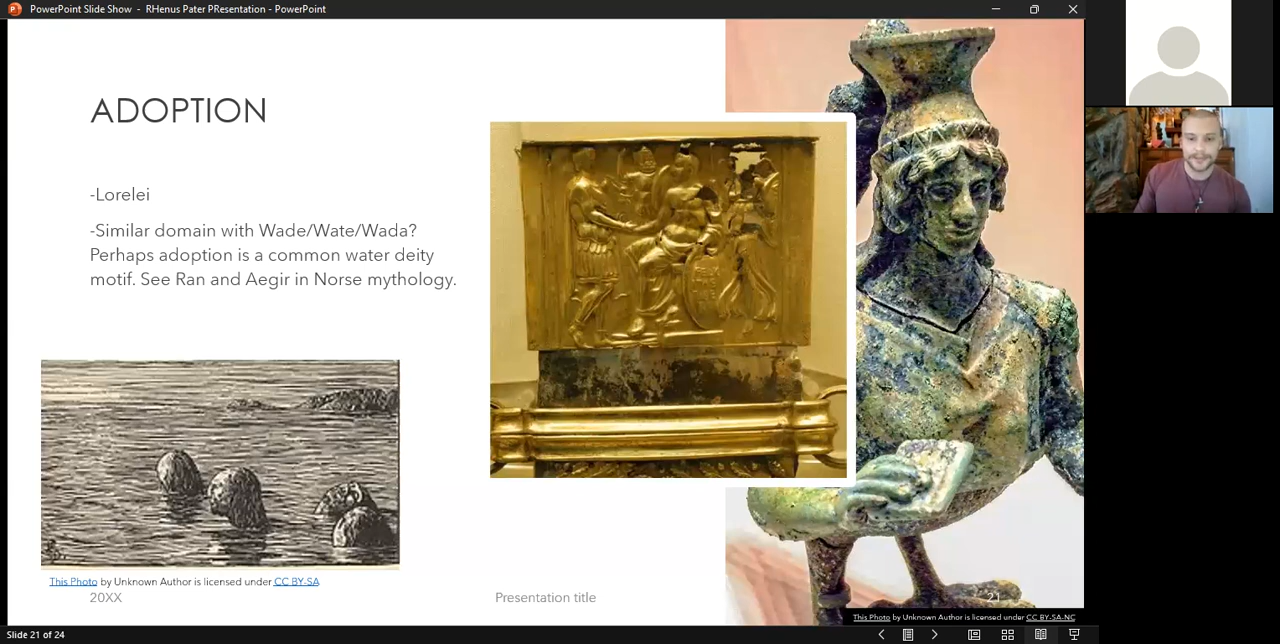 PowerPoint Slide Show - RHenus Pater PResentation - PowerPoint
ADOPTION
-Lorelei
-Similar domain with Wade/Wate/Wada?
Perhaps adoption is a common water deity
motif. See Ran and Aegir in Norse mythology.
This Photo by Unknown Author is licensed under CC BY-SA
20XX
Presentation title
21
This Photo by Unknown Author is licensed under CC BY-SA-NC
Slide 21 of 24